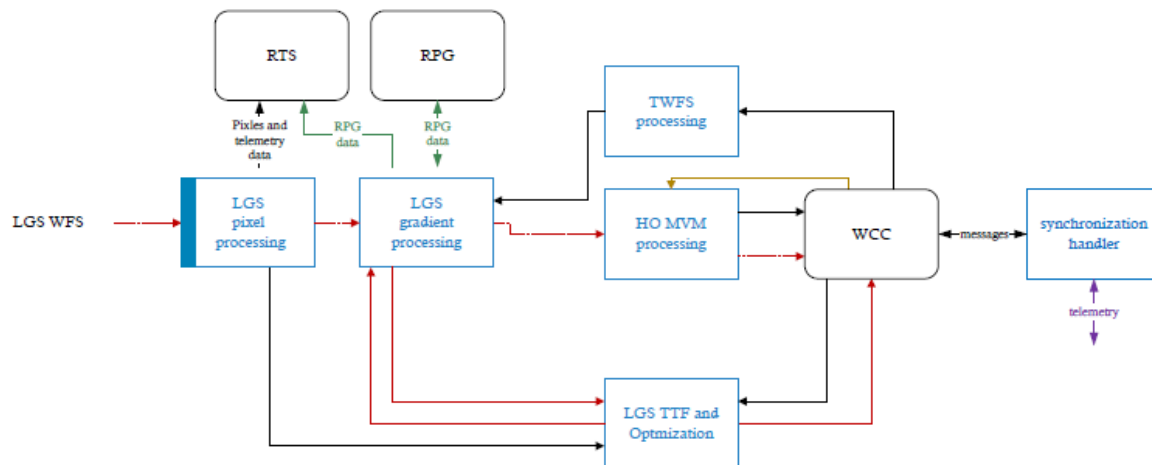 RTS
RPG
Pixles and
telemetry
data
RPG
data
RPG
data
TWFS
processing
LGS WFS
LGS
pixel
processing
LGS
gradient
processing
HO MVM
processing
WCC
messages
synchronization
handler
telemetry
LGS TTF and
Optmization